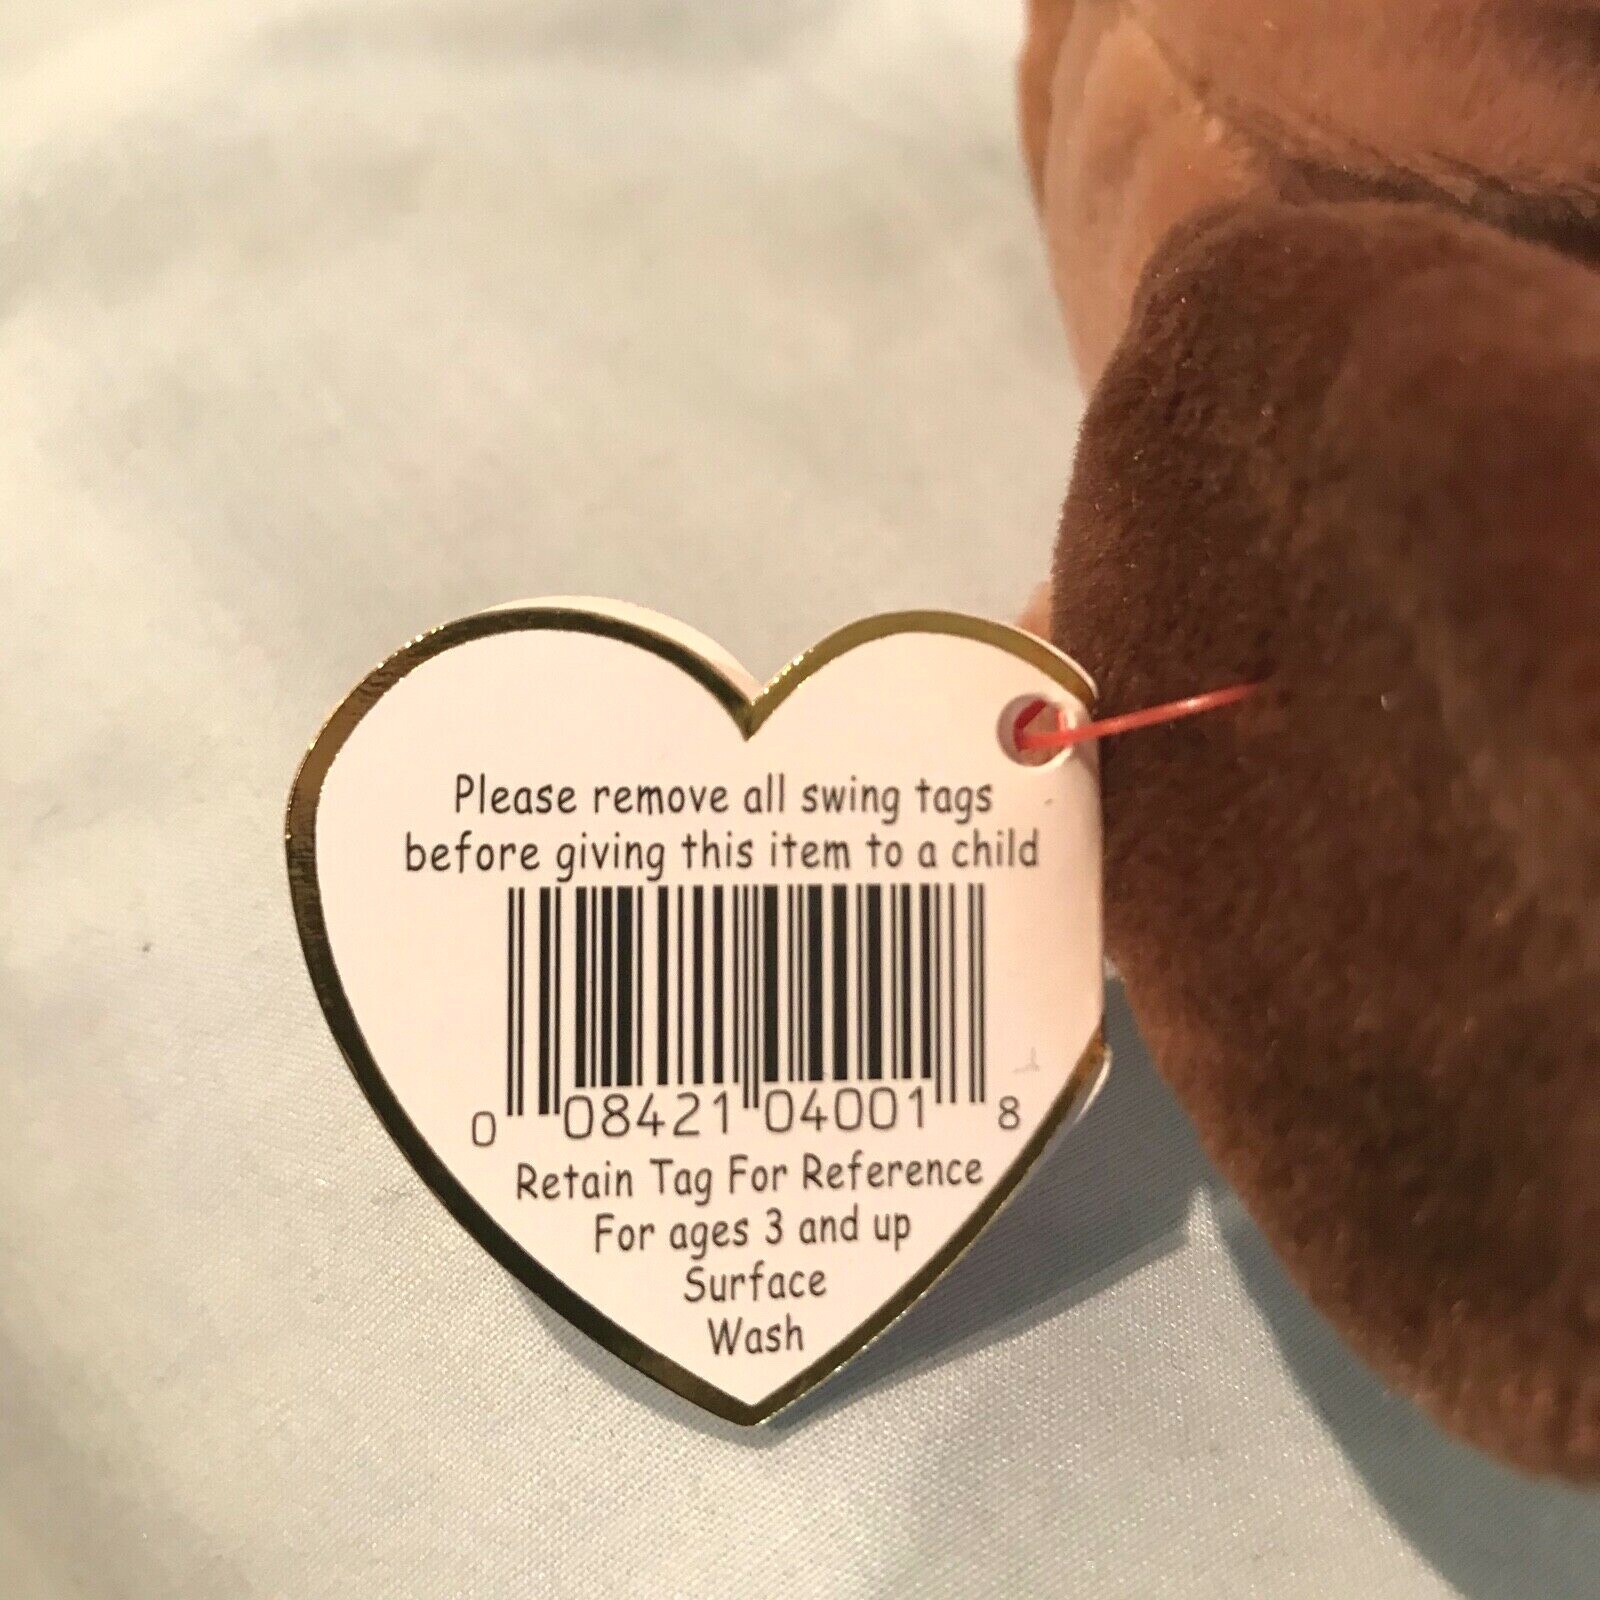 Please remove all swing tags
before giving this item to a child
0 08421 04001 8
Retain Tag For Reference
For ages 3 and up
Surface
Wash